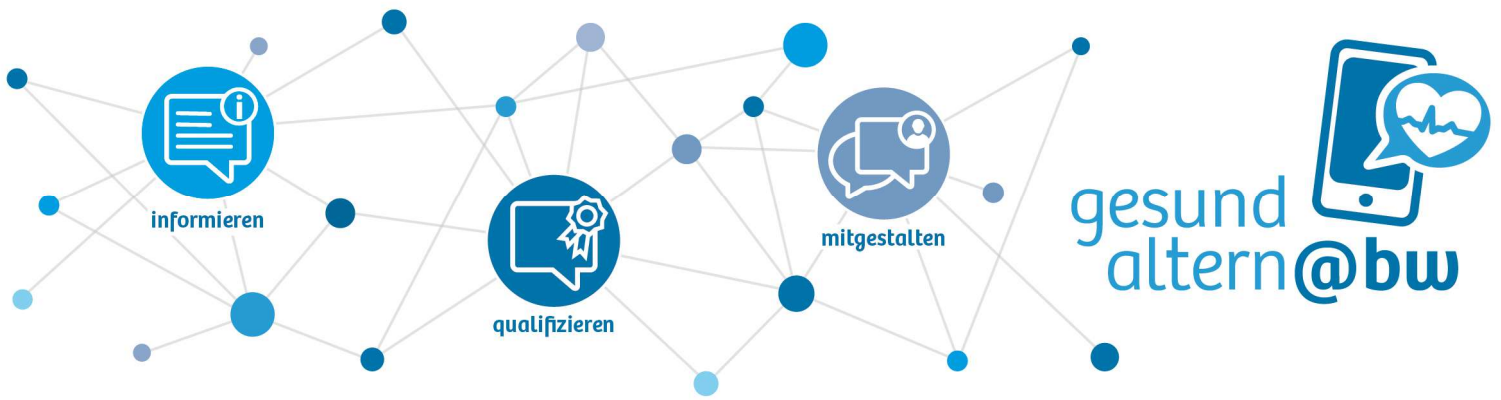 informieren
qualifizieren
mitgestalten
gesund
altern@bw